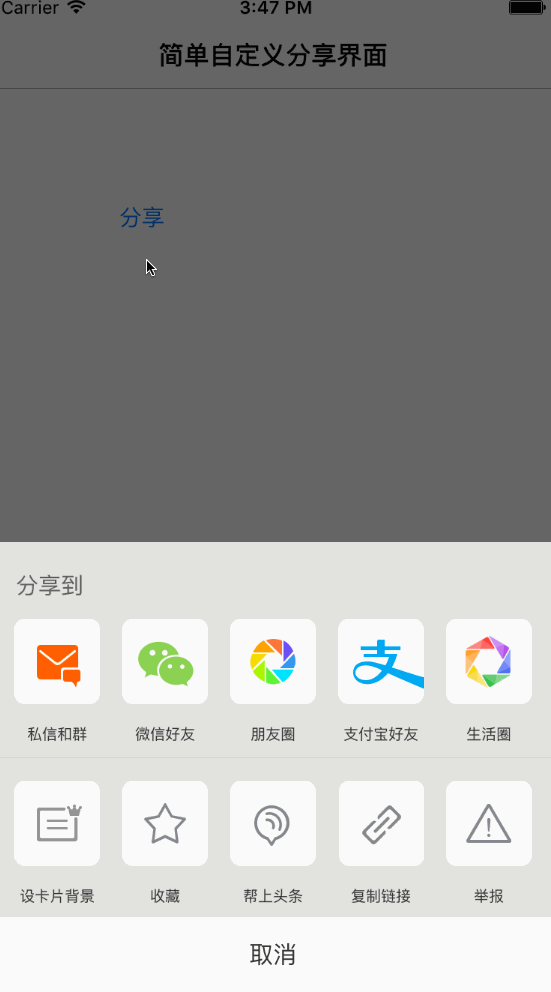 Carrier 3:47 PM
简单自定义分享界面
分享
分享到
私信和群 微信好友 朋友圈 支付宝好友 生活圈
设卡片背景 收藏 帮上头条 复制链接 举报
取消